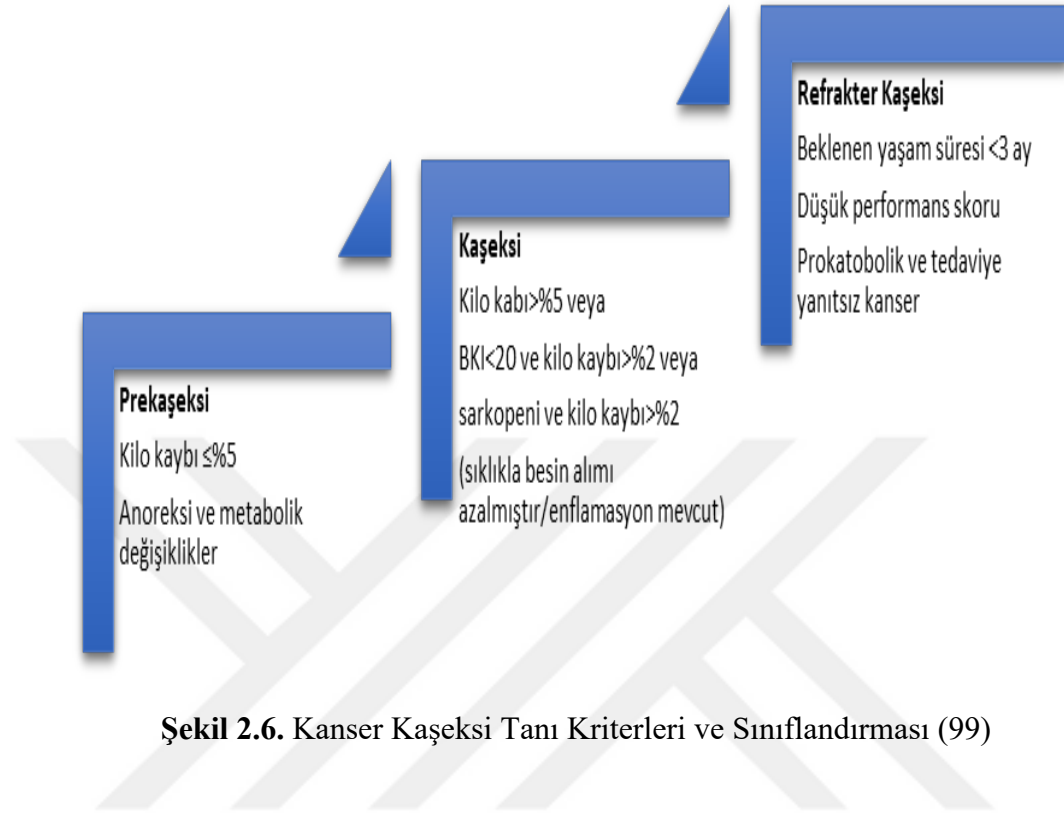 Prekaşeksi
Kilo kaybı ≤%5
Anoreksi ve metabolik
değişiklikler
Kaşeksi
Kilo kabı>%5 veya
BKI<20 ve kilo kaybı>%2 veya
sarkopeni ve kilo kaybı>%2
(sıklıkla besin alımı
azalmıştır/enflamasyon mevcut)
Refrakter Kaşeksi
Beklenen yaşam süresi <3 ay
Düşük performans skoru
Prokatobolik ve tedaviye
yanıtsız kanser
Şekil 2.6. Kanser Kaşeksi Tanı Kriterleri ve Sınıflandırması (99)